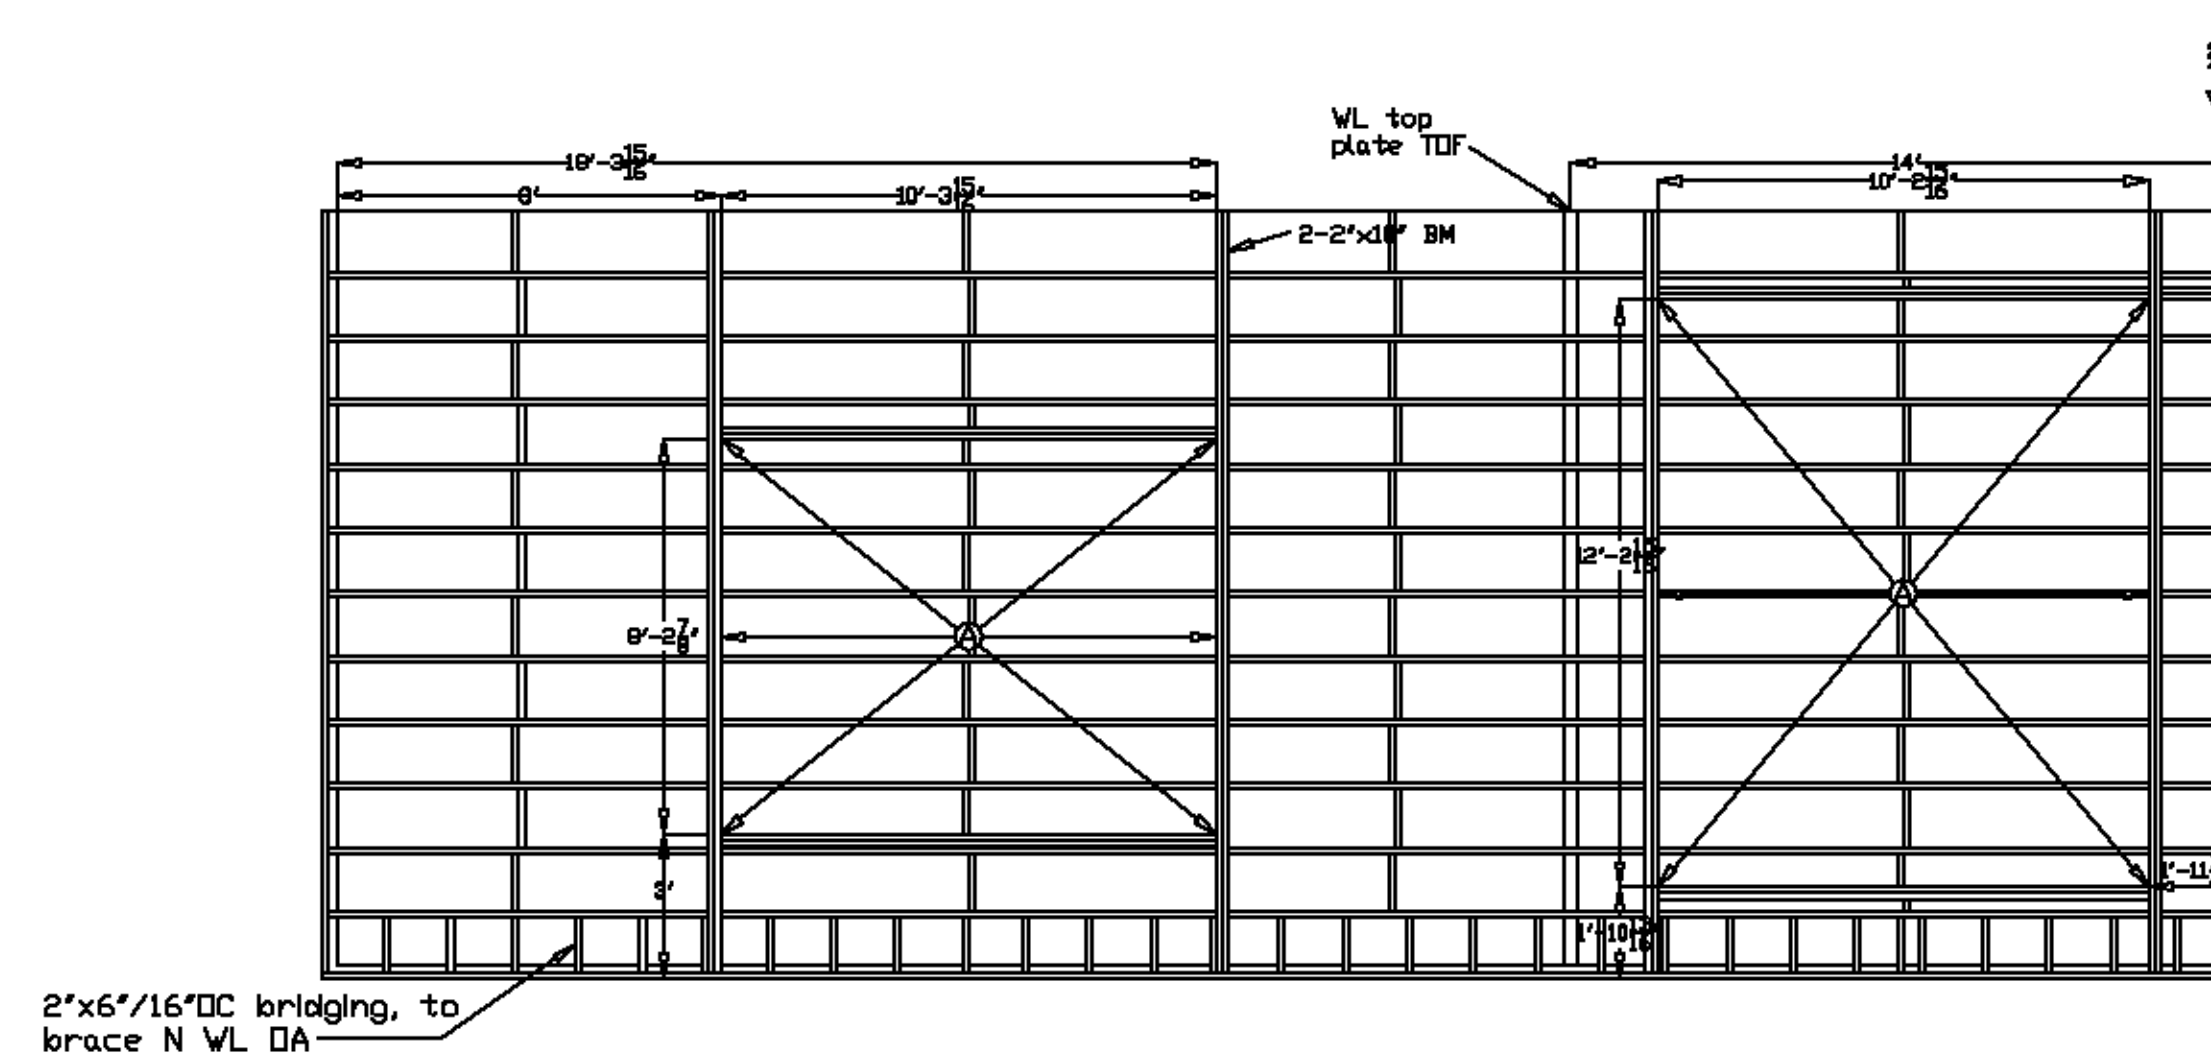 WL top
plate TOF
18'-3 15/16"
14'
8'
10'-3 15/16"
10'-2 15/16"
2-2"x10" BM
12'-2 15/16"
8'-2 7/8"
A
A
3'
1'-11
1'-10
2"x6"/16"OC bridging, to
brace N WL OA